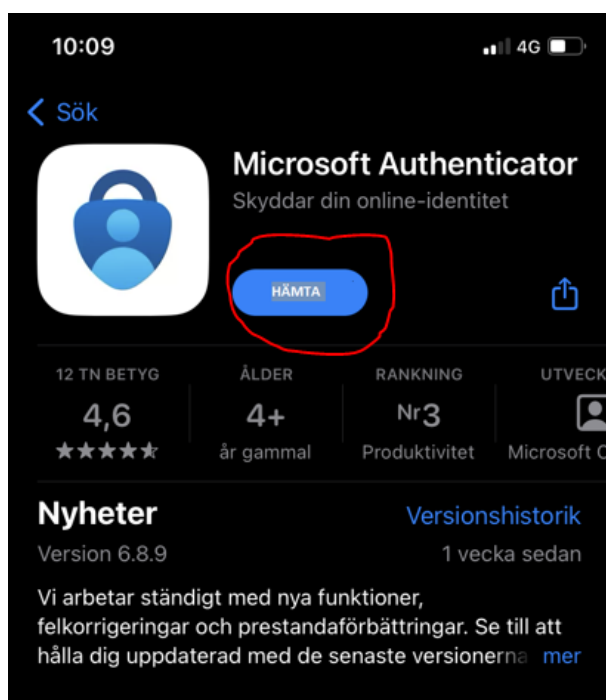 10:09
4G
Sök
Microsoft Authenticator
Skyddar din online-identitet
HÄMTA
12 TN BETYG
ÅLDER
RANKNING
UTVECK
4,6
4+
Nr3
år gammal
Produktivitet
Microsoft C
Nyheter
Versionshistorik
Version 6.8.9
1 vecka sedan
Vi arbetar ständigt med nya funktioner,
felkorrigeringar och prestandaförbättringar. Se till att
hålla dig uppdaterad med de senaste versionerna mer